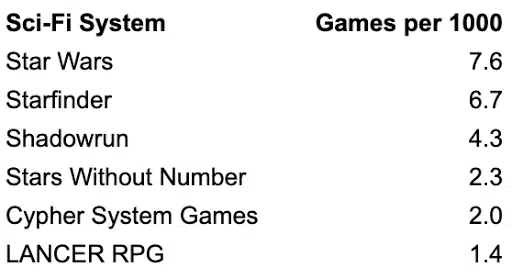 Sci-Fi System Games per 1000
Star Wars 7.6
Starfinder 6.7
Shadowrun 4.3
Stars Without Number 2.3
Cypher System Games 2.0
LANCER RPG 1.4